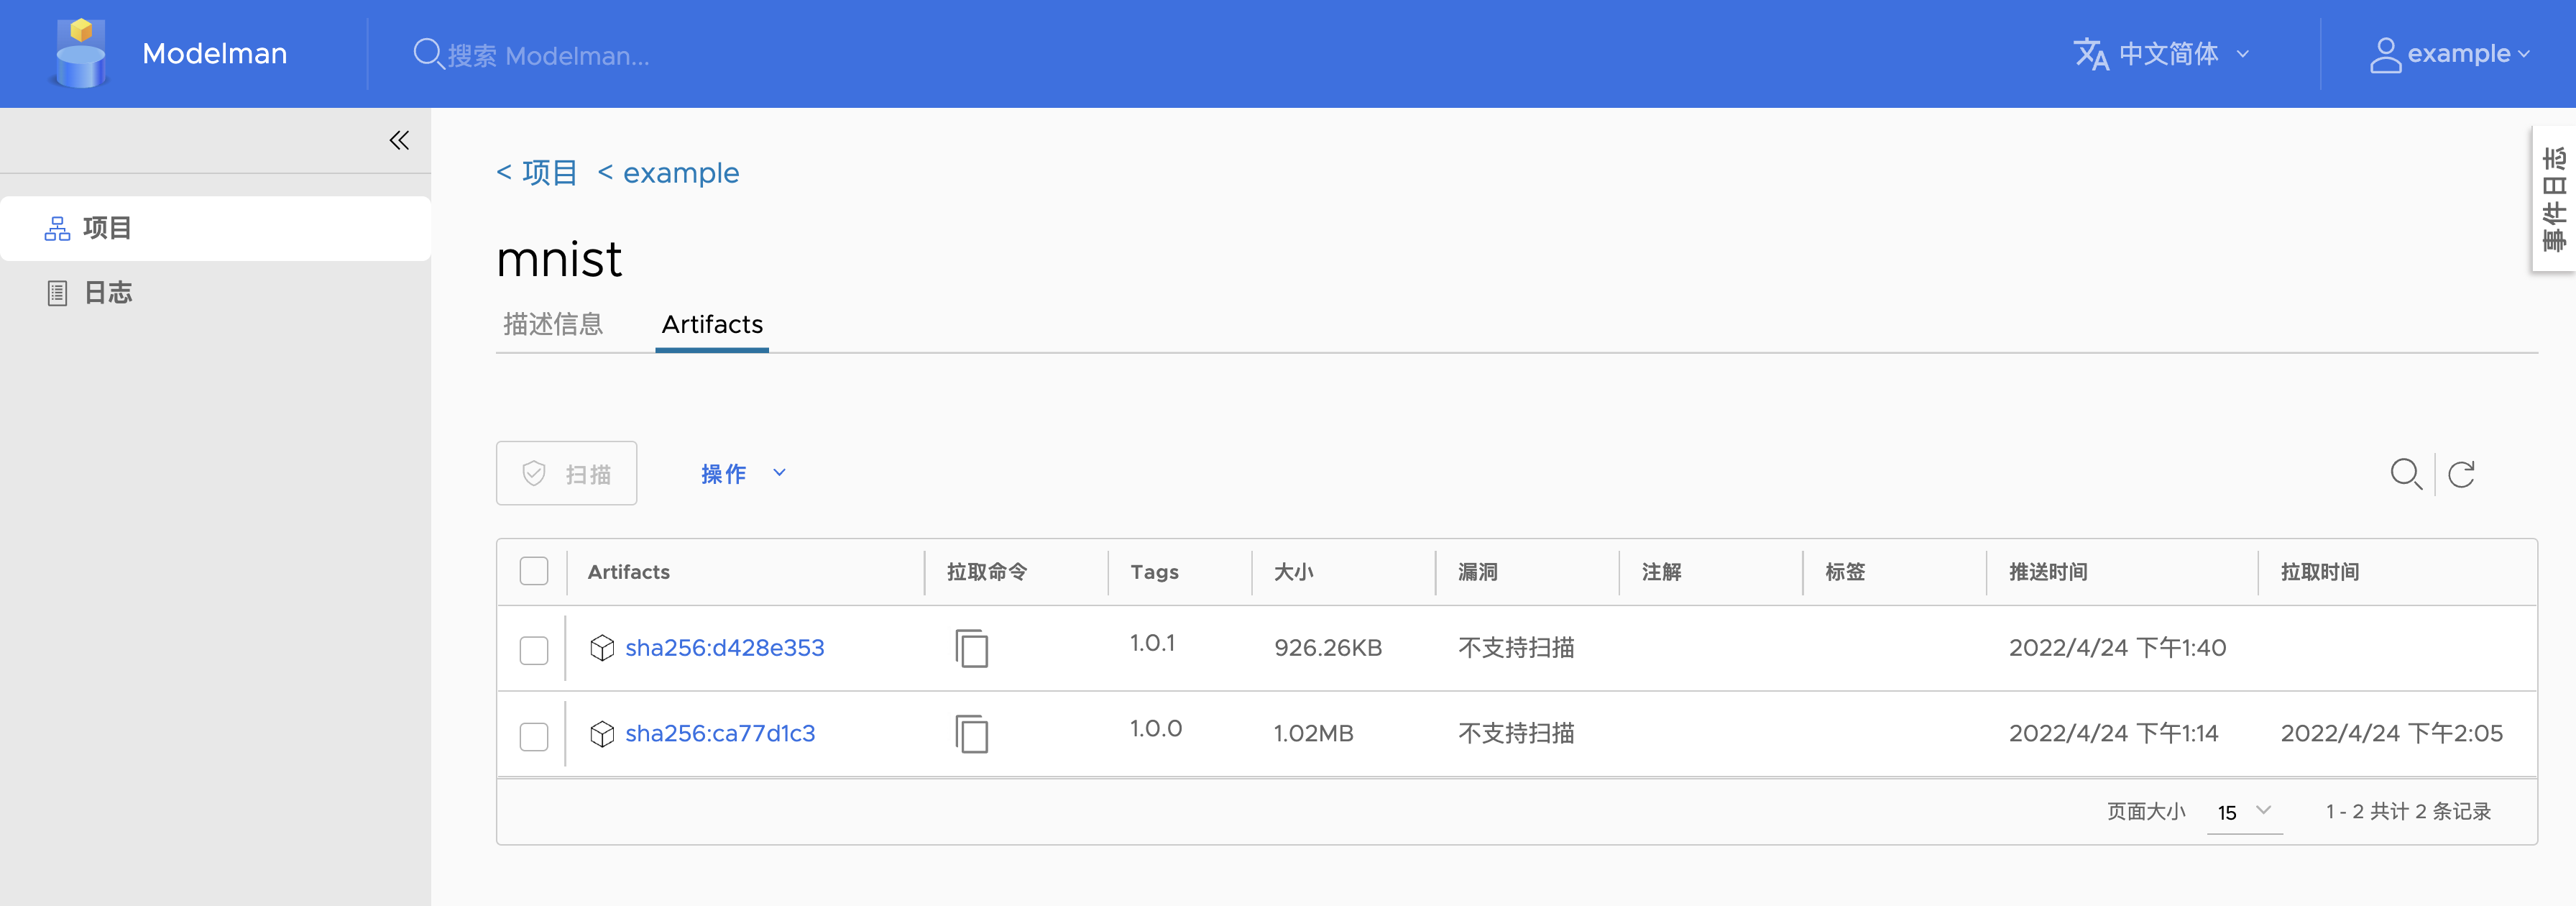 Modelman
搜索 Modelman...
中文简体
example
事件日志
项目
日志
< 项目 < example
mnist
描述信息 Artifacts
扫描 操作
Artifacts 拉取命令 Tags 大小 漏洞 注解 标签 推送时间 拉取时间
sha256:d428e353 1.0.1 926.26KB 不支持扫描 2022/4/24 下午1:40
sha256:ca77d1c3 1.0.0 1.02MB 不支持扫描 2022/4/24 下午1:14 2022/4/24 下午2:05
页面大小 15 1 - 2 共计 2 条记录